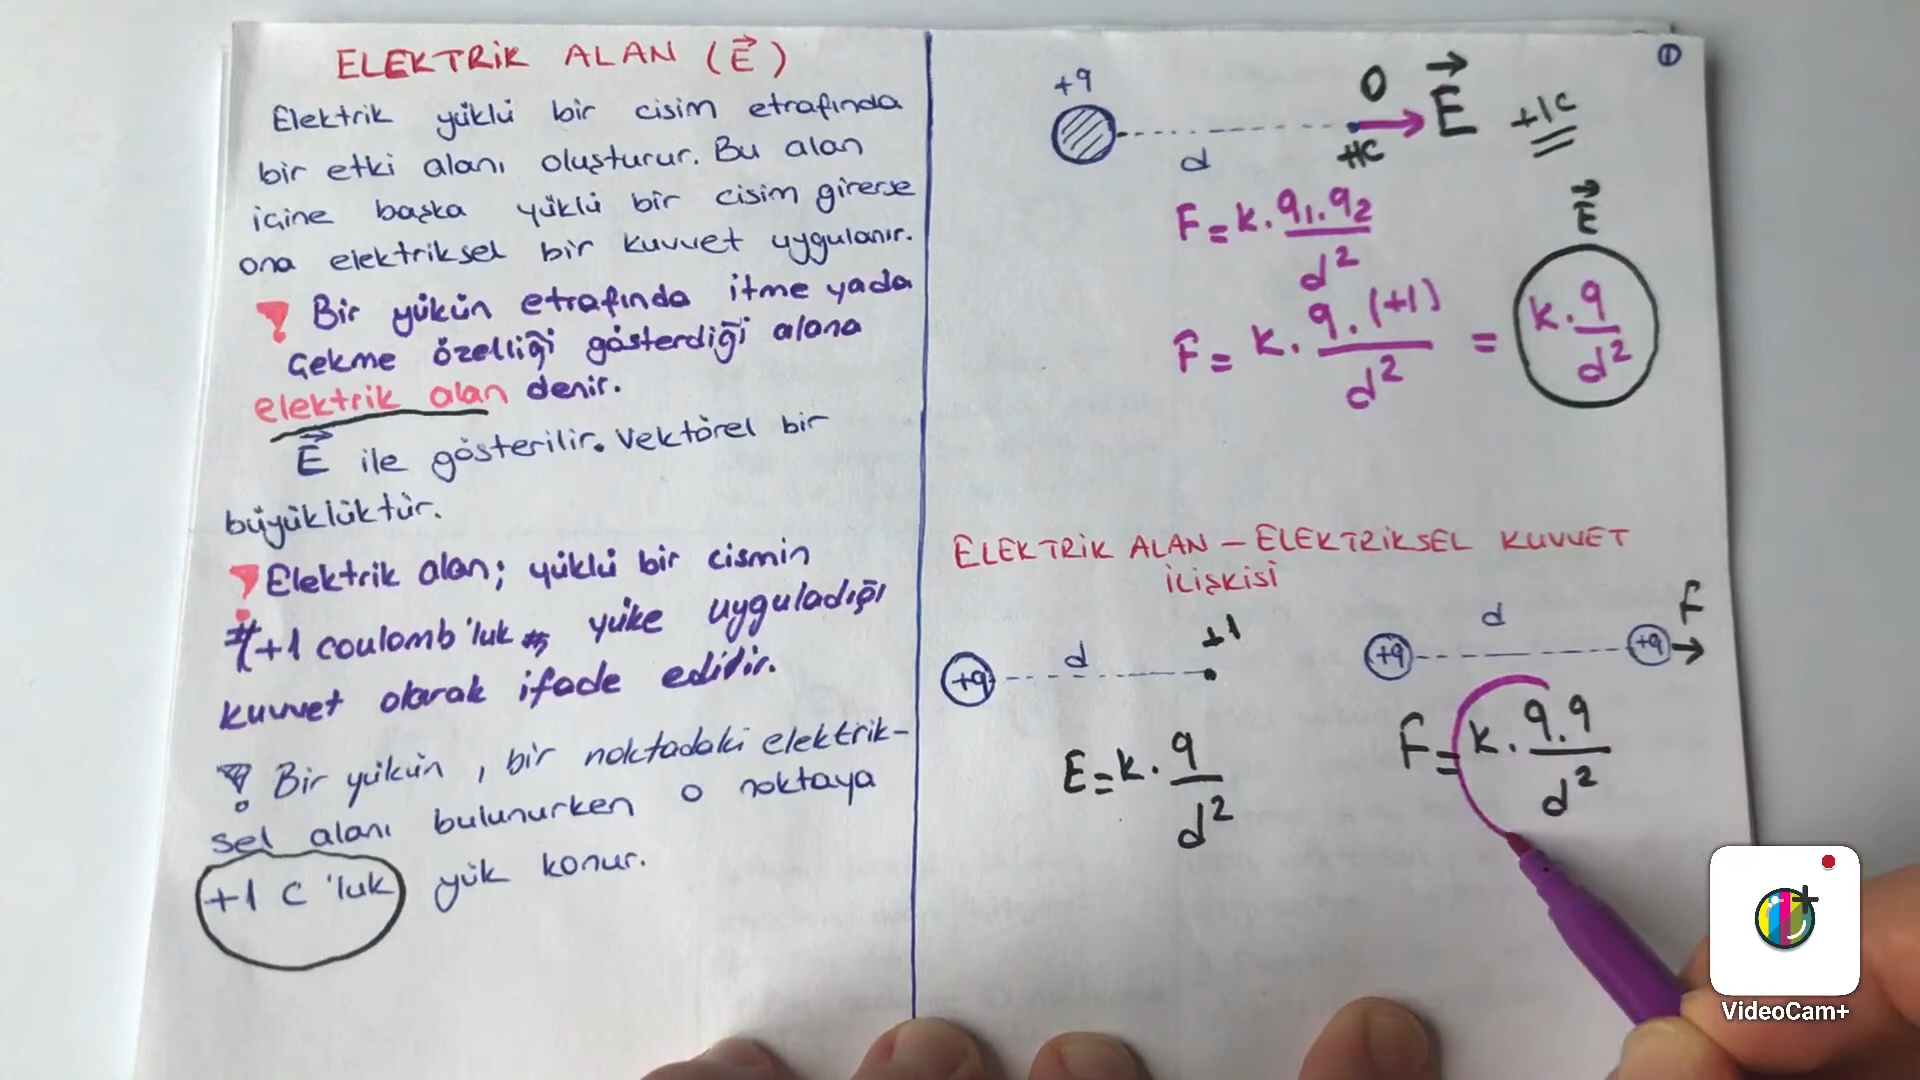 ELEKTRİK ALAN (E)
Elektrik yüklü bir cisim etrafında
bir etki alanı oluşturur. Bu alan
içine başka yüklü bir cisim girerse
ona elektriksel bir kuvvet uygulanır.
! Bir yükün etrafında itme yada
çekme özelliği gösterdiği alana
elektrik alan denir.
E ile gösterilir. Vektörel bir
büyüklüktür.
Elektrik alan; yüklü bir cismin
+1 coulomb'luk yüke uyguladığı
kuvvet olarak ifade edilir.
! Bir yükün, bir noktadaki elektrik-
sel alanı bulunurken o noktaya
+1 C 'luk yük konur.
1
+q
O
E
+1C
d
+1C
F = k. q1.q2 / d²
E
F = k. q.(+1) / d² = k. q / d²
ELEKTRİK ALAN – ELEKTRİKSEL KUVVET
İLİŞKİSİ
+q d +1
+q d +q F
E = k. q / d²
F = k. q.q / d²
VideoCam+